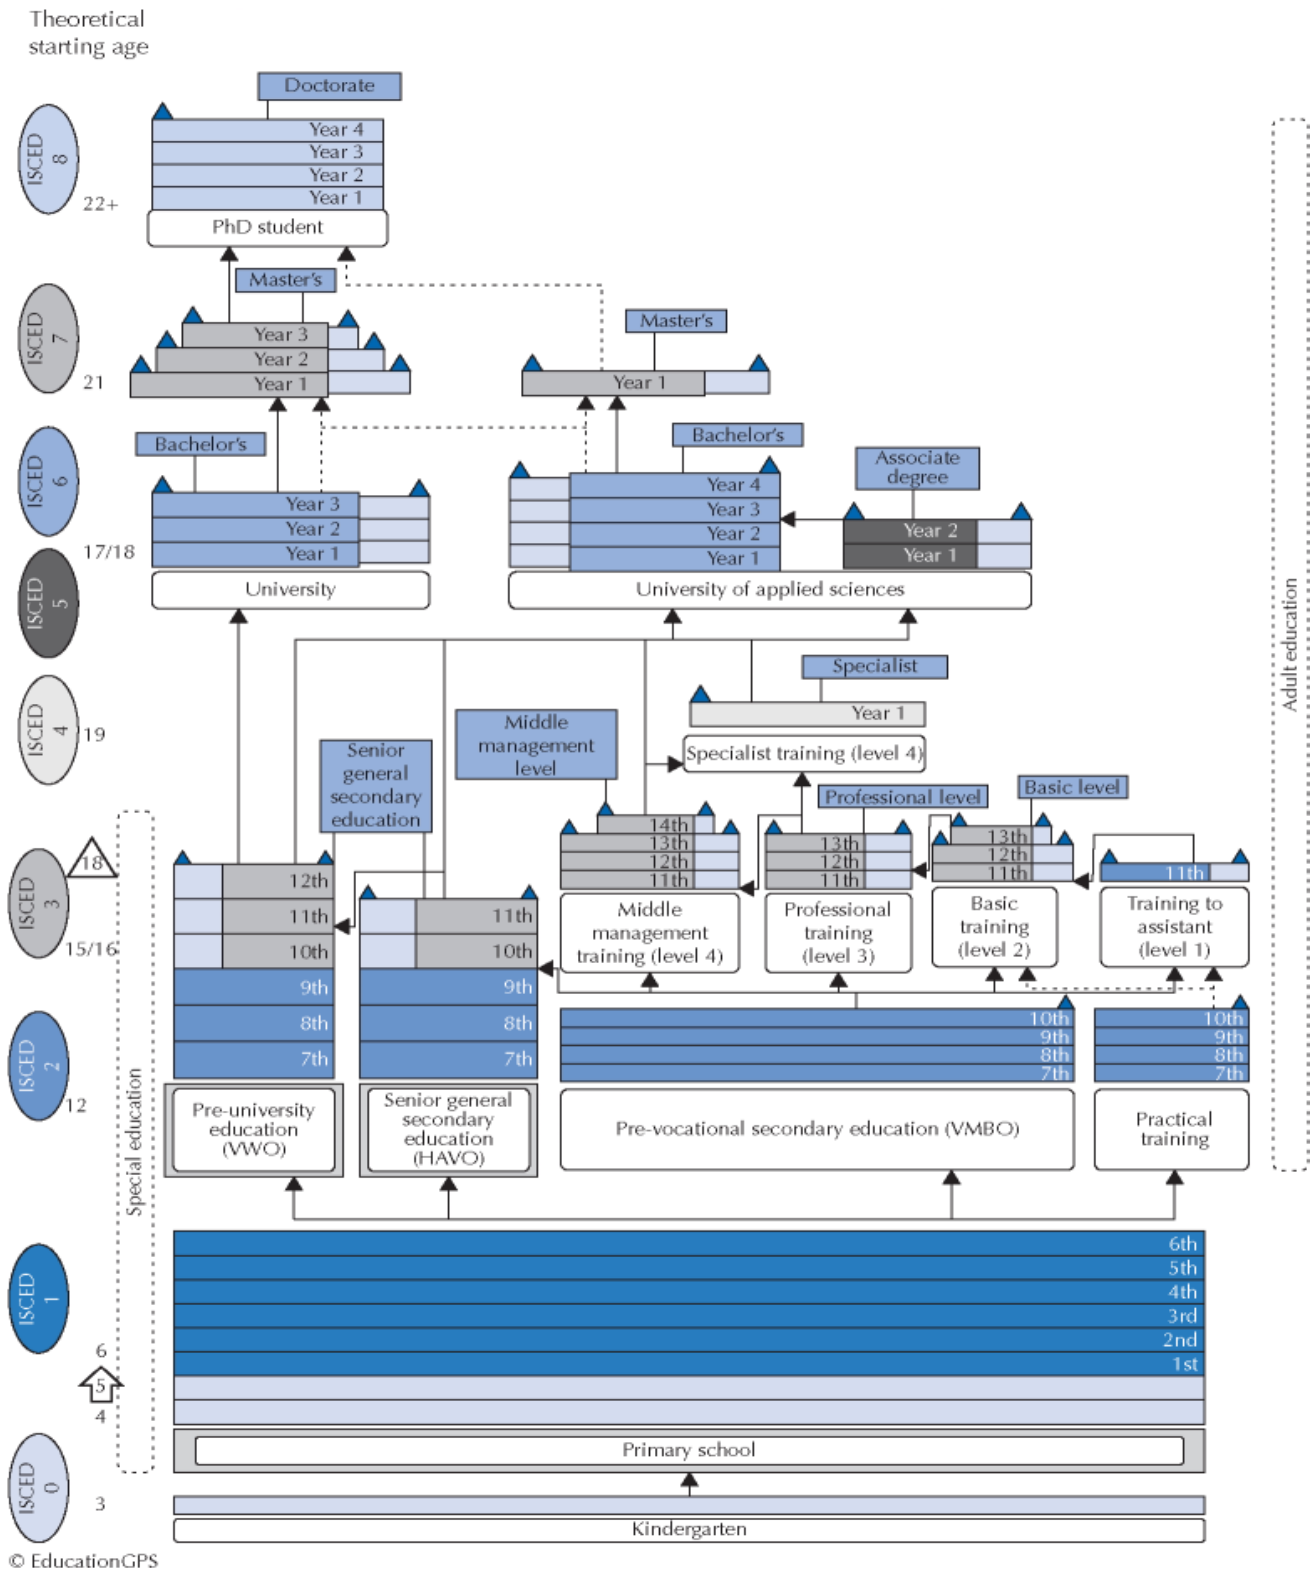 Theoretical
starting age
Doctorate
ISCED
8
Year 4
Year 3
Year 2
Year 1
22+
PhD student
Master's
Master's
ISCED
7
Year 3
Year 2
Year 1
Year 1
21
Bachelor's
Bachelor's
Associate
degree
ISCED
6
Year 3
Year 2
Year 1
Year 4
Year 3
Year 2
Year 1
Year 2
Year 1
17/18
University
University of applied sciences
ISCED
5
Specialist
ISCED
4
19
Year 1
Specialist training (level 4)
Middle
management
level
Senior
general
secondary
education
Professional level
Basic level
ISCED
3
18
15/16
12th
11th
10th
9th
8th
7th
11th
10th
9th
8th
7th
14th
13th
12th
11th
13th
12th
11th
13th
12th
11th
11th
Middle
management
training (level 4)
Professional
training
(level 3)
Basic
training
(level 2)
Training to
assistant
(level 1)
10th
9th
8th
7th
10th
9th
8th
7th
ISCED
2
12
Pre-university
education
(VWO)
Senior general
secondary
education
(HAVO)
Pre-vocational secondary education (VMBO)
Practical
training
Special education
Adult education
ISCED
1
6th
5th
4th
3rd
2nd
1st
6
5
4
Primary school
ISCED
0
3
Kindergarten
© EducationGPS